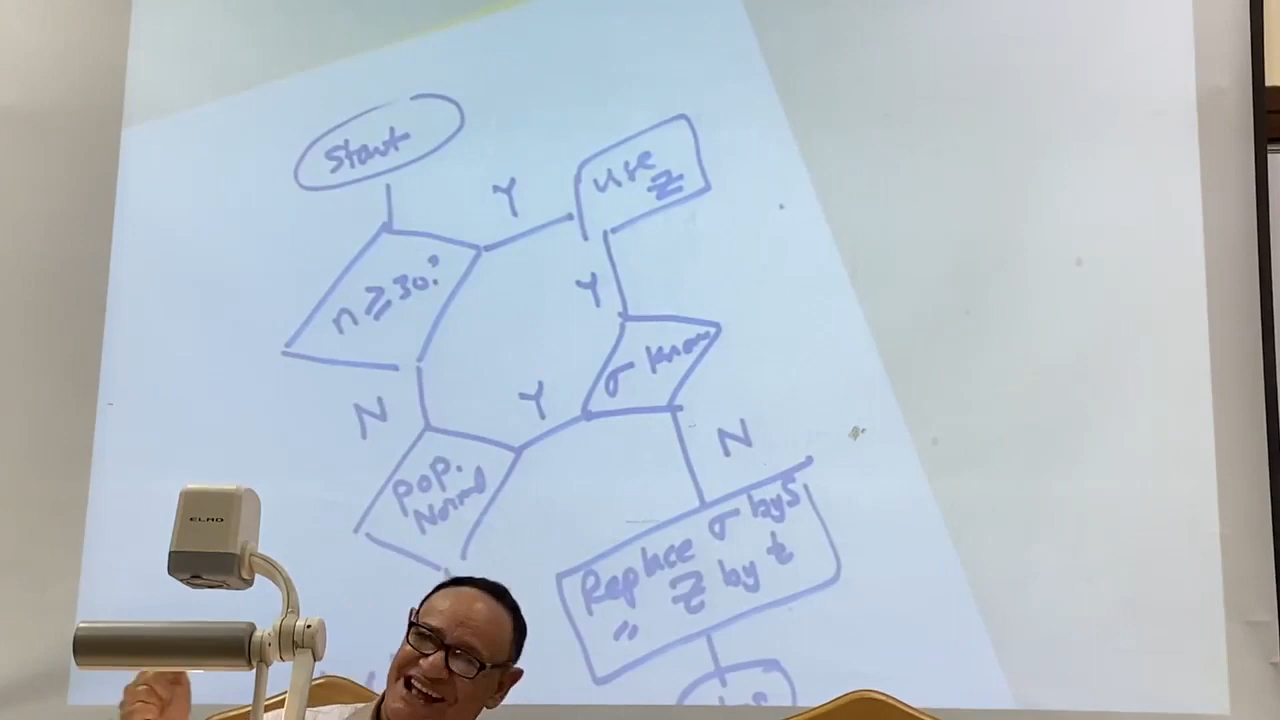 Start
Y
use
Z
n ≥ 30?
Y
σ known
N
Y
N
pop.
Normal
Replace σ by S
〃 Z by t
ELMO